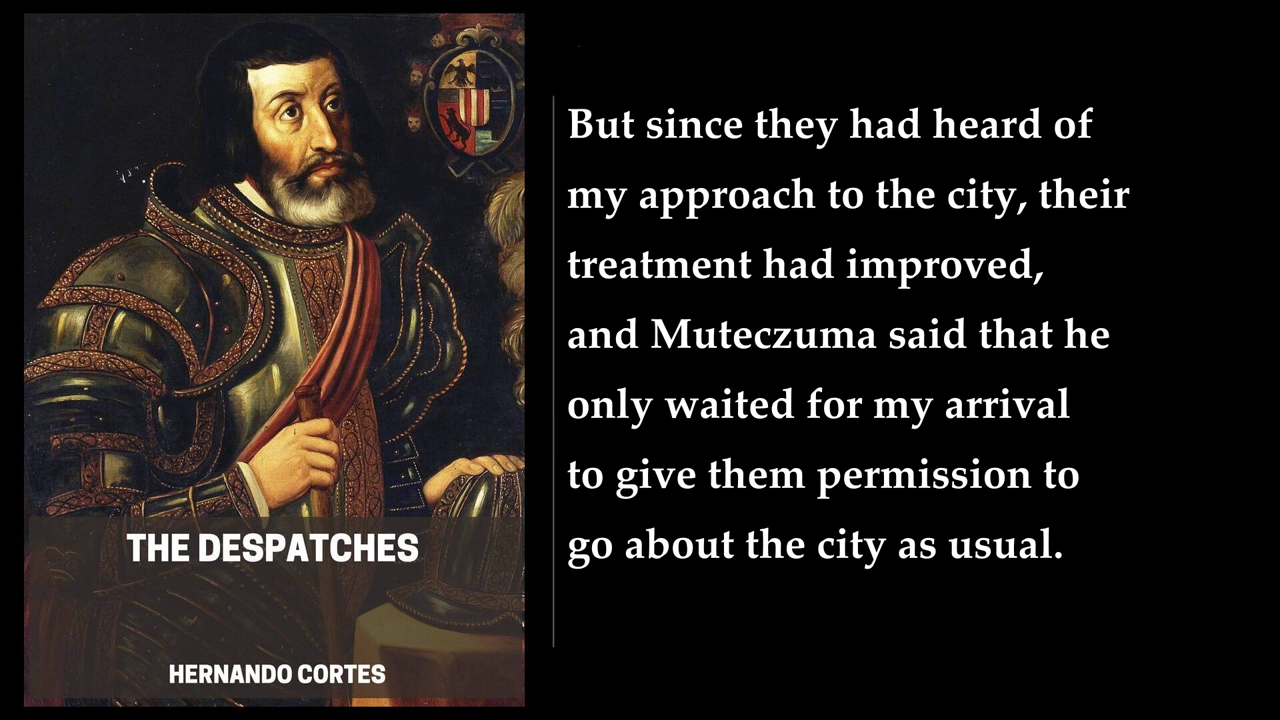 THE DESPATCHES
HERNANDO CORTES
But since they had heard of
my approach to the city, their
treatment had improved,
and Muteczuma said that he
only waited for my arrival
to give them permission to
go about the city as usual.